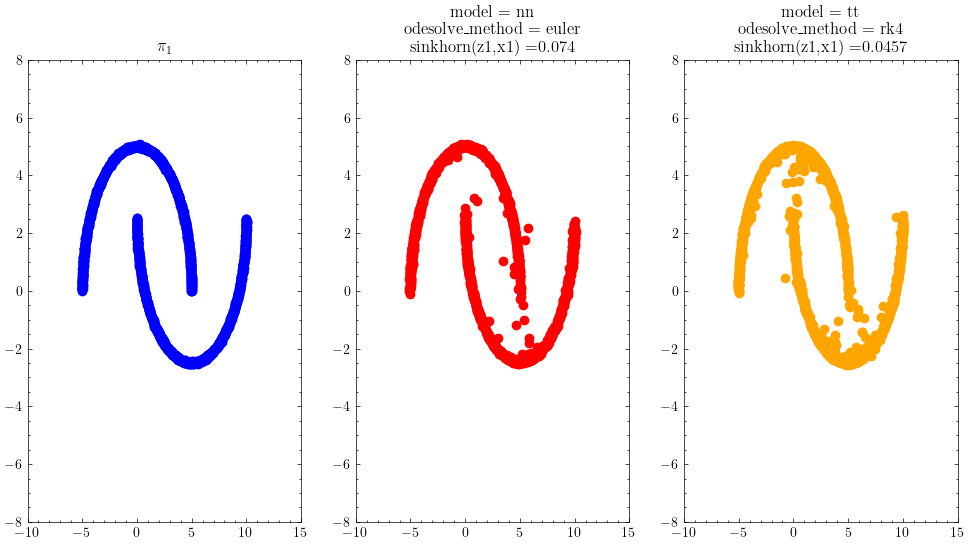 π₁
8
6
4
2
0
−2
−4
−6
−8
−10 −5 0 5 10 15
model = nn
odesolve_method = euler
sinkhorn(z1,x1) =0.074
8
6
4
2
0
−2
−4
−6
−8
−10 −5 0 5 10 15
model = tt
odesolve_method = rk4
sinkhorn(z1,x1) =0.0457
8
6
4
2
0
−2
−4
−6
−8
−10 −5 0 5 10 15